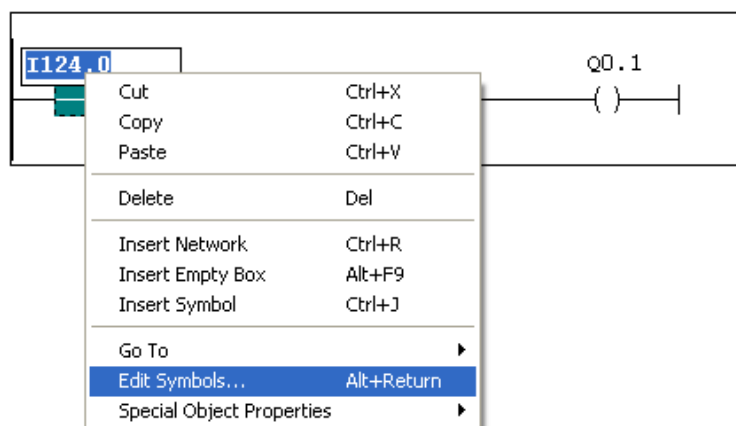 I124.0
Q0.1
Cut Ctrl+X
Copy Ctrl+C
Paste Ctrl+V
Delete Del
Insert Network Ctrl+R
Insert Empty Box Alt+F9
Insert Symbol Ctrl+J
Go To
Edit Symbols... Alt+Return
Special Object Properties